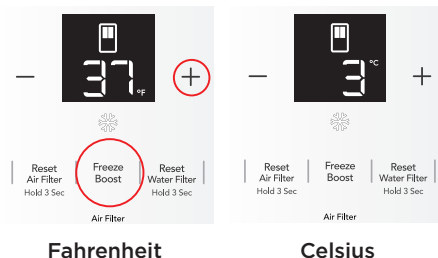 − 37 °F +
Reset Air Filter Hold 3 Sec
Freeze Boost
Reset Water Filter Hold 3 Sec
Air Filter
Fahrenheit
− 3 °C +
Reset Air Filter Hold 3 Sec
Freeze Boost
Reset Water Filter Hold 3 Sec
Air Filter
Celsius